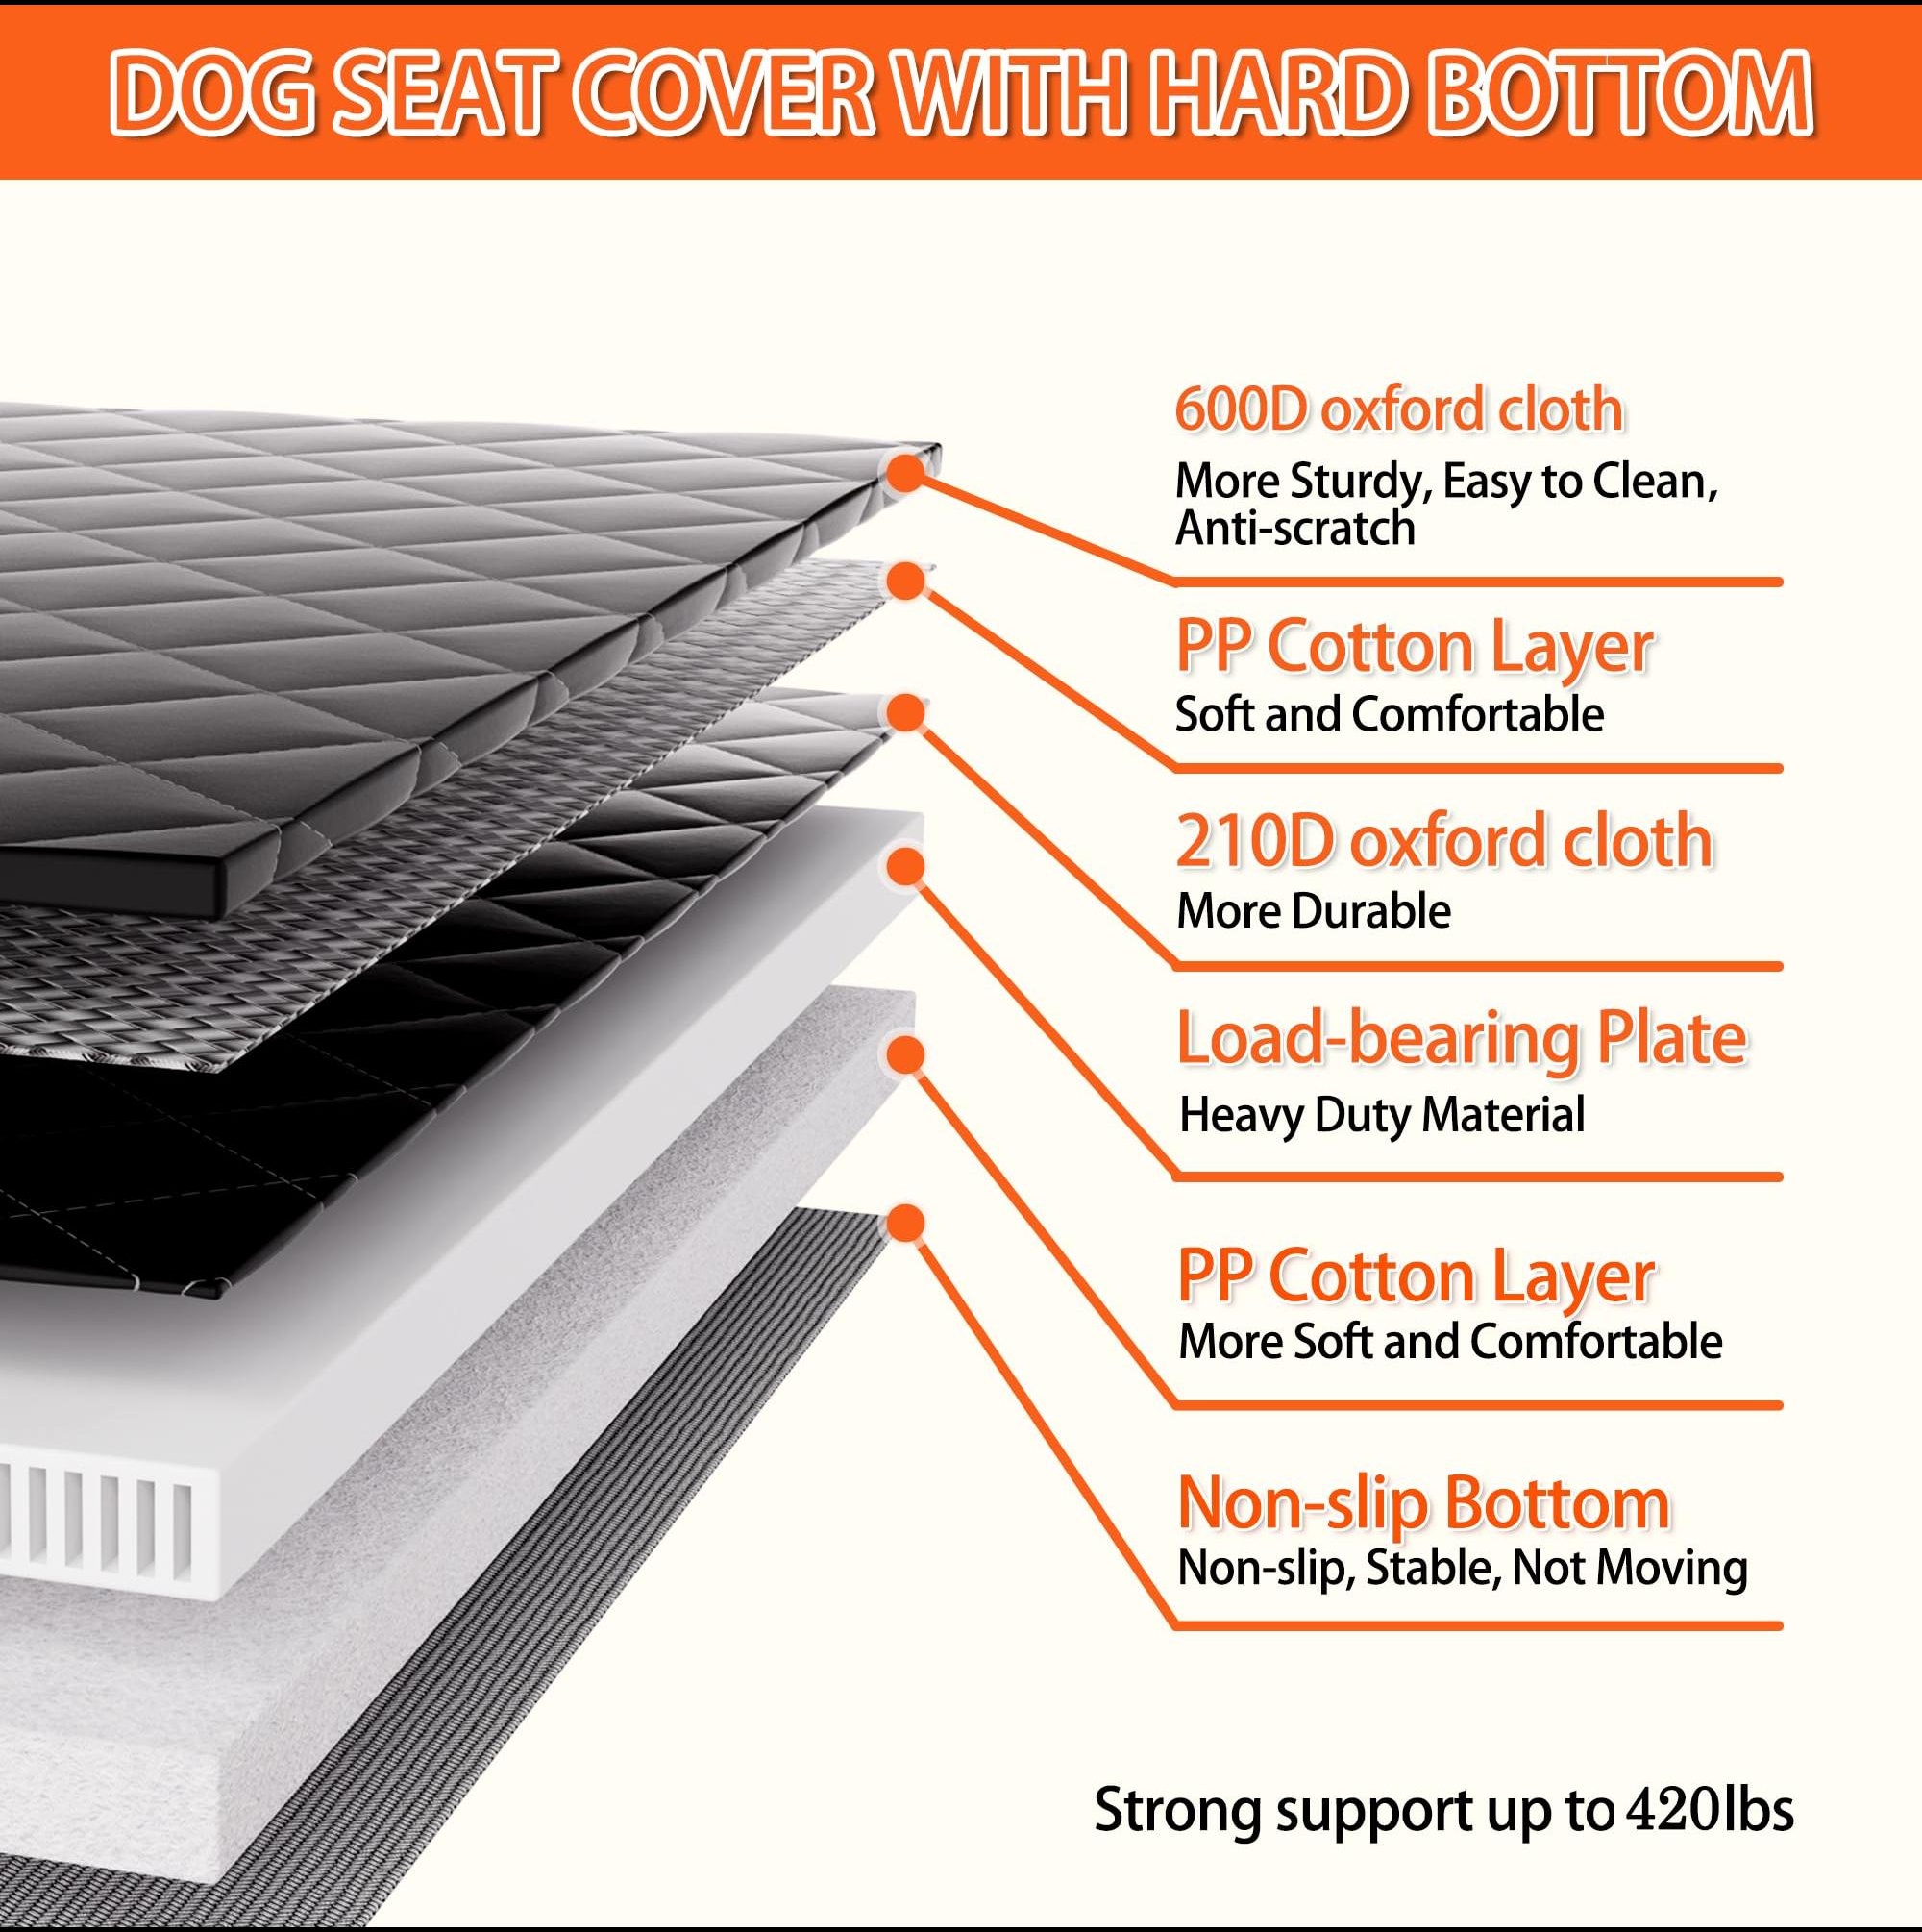 DOG SEAT COVER WITH HARD BOTTOM
600D oxford cloth
More Sturdy, Easy to Clean,
Anti-scratch
PP Cotton Layer
Soft and Comfortable
210D oxford cloth
More Durable
Load-bearing Plate
Heavy Duty Material
PP Cotton Layer
More Soft and Comfortable
Non-slip Bottom
Non-slip, Stable, Not Moving
Strong support up to 420lbs